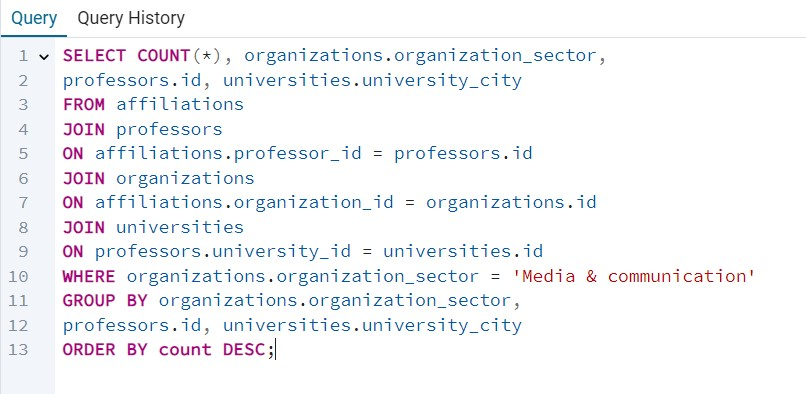 Query Query History
1 SELECT COUNT(*), organizations.organization_sector,
2 professors.id, universities.university_city
3 FROM affiliations
4 JOIN professors
5 ON affiliations.professor_id = professors.id
6 JOIN organizations
7 ON affiliations.organization_id = organizations.id
8 JOIN universities
9 ON professors.university_id = universities.id
10 WHERE organizations.organization_sector = 'Media & communication'
11 GROUP BY organizations.organization_sector,
12 professors.id, universities.university_city
13 ORDER BY count DESC;